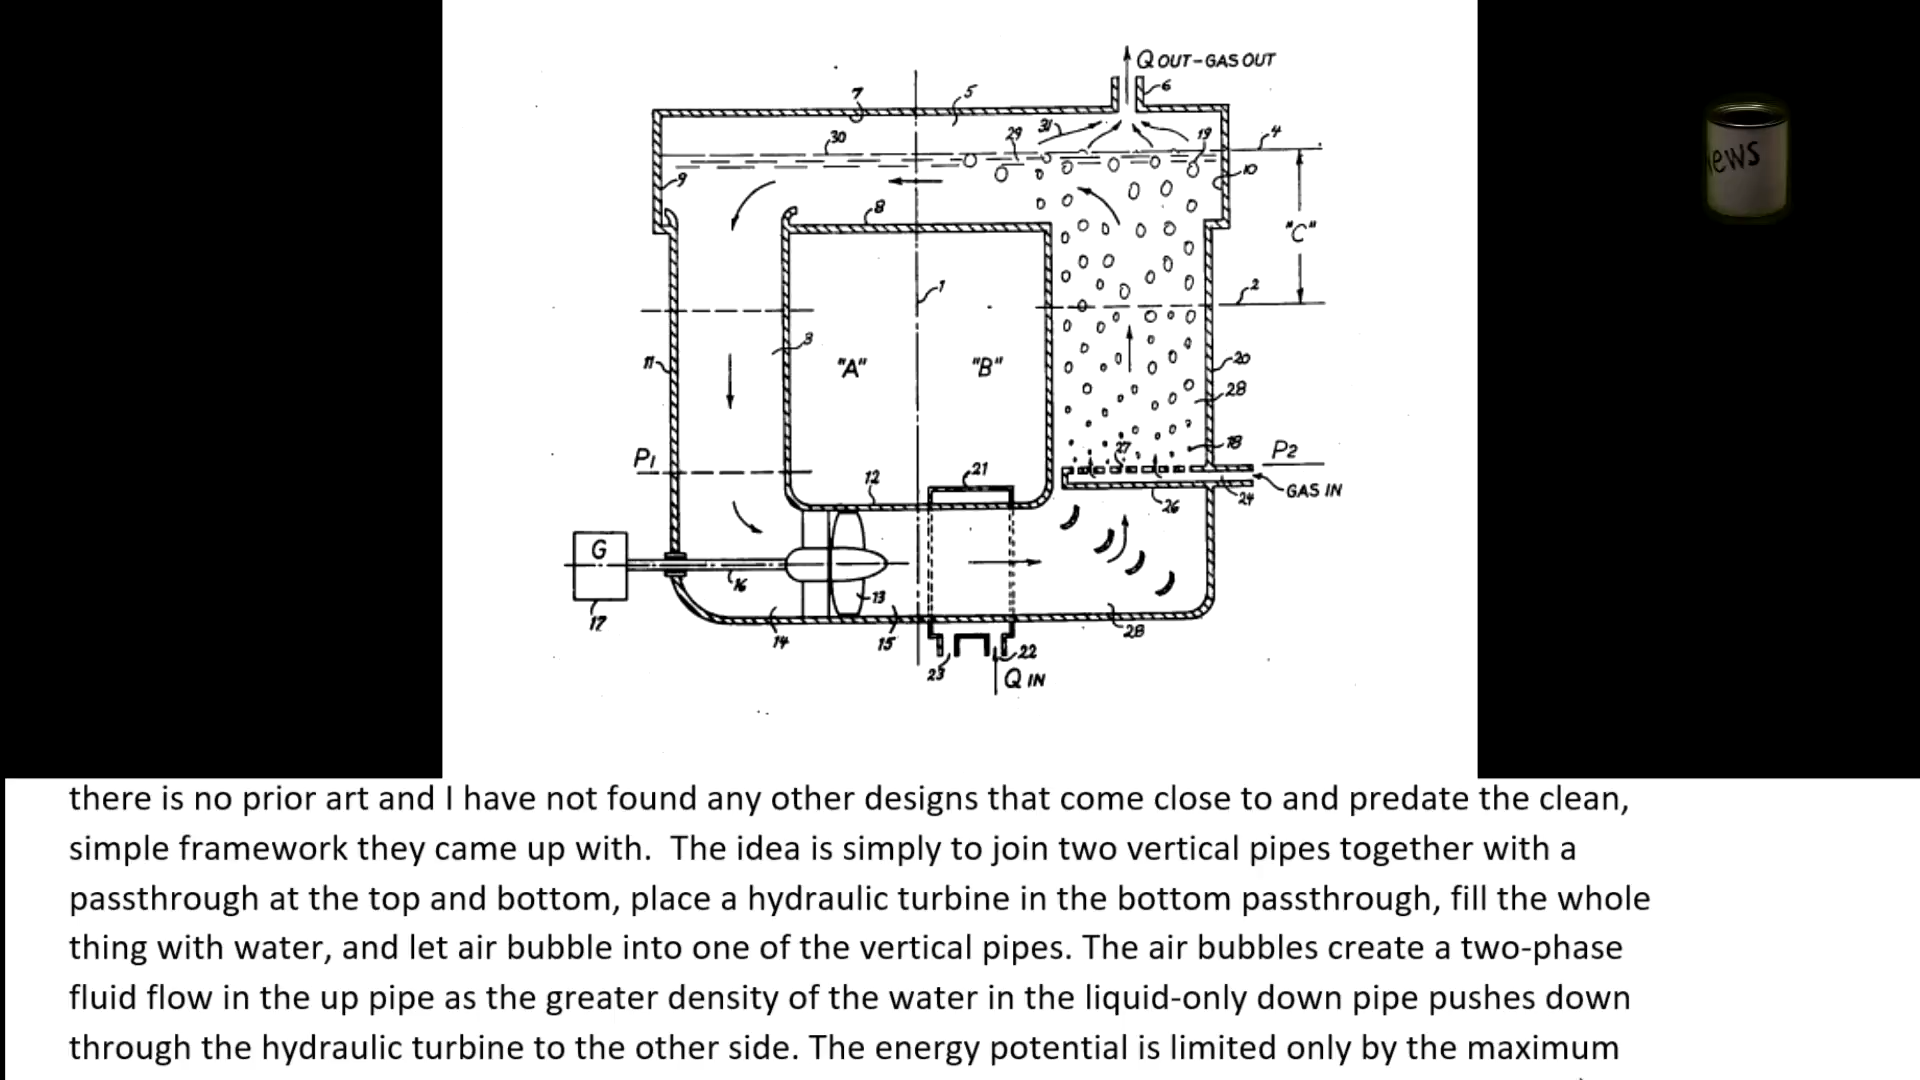 Q OUT-GAS OUT
6
7
5
31
30
29
19
4
9
10
8
"C"
1
2
3
11
"A"
"B"
20
28
27
18
P1
P2
12
21
GAS IN
24
26
G
16
13
17
14
15
28
22
23
Q IN
ews
there is no prior art and I have not found any other designs that come close to and predate the clean,
simple framework they came up with.  The idea is simply to join two vertical pipes together with a
passthrough at the top and bottom, place a hydraulic turbine in the bottom passthrough, fill the whole
thing with water, and let air bubble into one of the vertical pipes. The air bubbles create a two-phase
fluid flow in the up pipe as the greater density of the water in the liquid-only down pipe pushes down
through the hydraulic turbine to the other side. The energy potential is limited only by the maximum